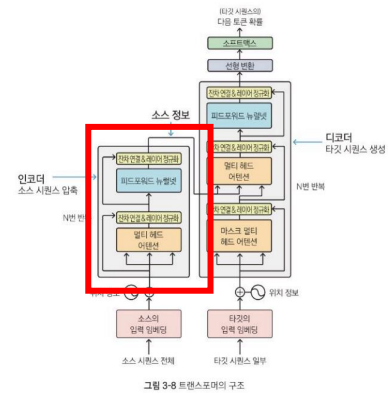 (타깃 시퀀스의)
다음 토큰 확률
소프트맥스
선형 변환
소스 정보
잔차 연결&레이어 정규화
피드포워드 뉴럴넷
디코더
타깃 시퀀스 생성
잔차 연결&레이어 정규화
잔차 연결&레이어 정규화
인코더
소스 시퀀스 압축
피드포워드 뉴럴넷
멀티 헤드
어텐션
N번 반복
N번 반
잔차 연결&레이어 정규화
잔차 연결&레이어 정규화
멀티 헤드
어텐션
마스크 멀티
헤드 어텐션
위치 정보
위치 정보
소스의
입력 임베딩
타깃의
입력 임베딩
소스 시퀀스 전체
타깃 시퀀스 일부
그림 3-8 트랜스포머의 구조